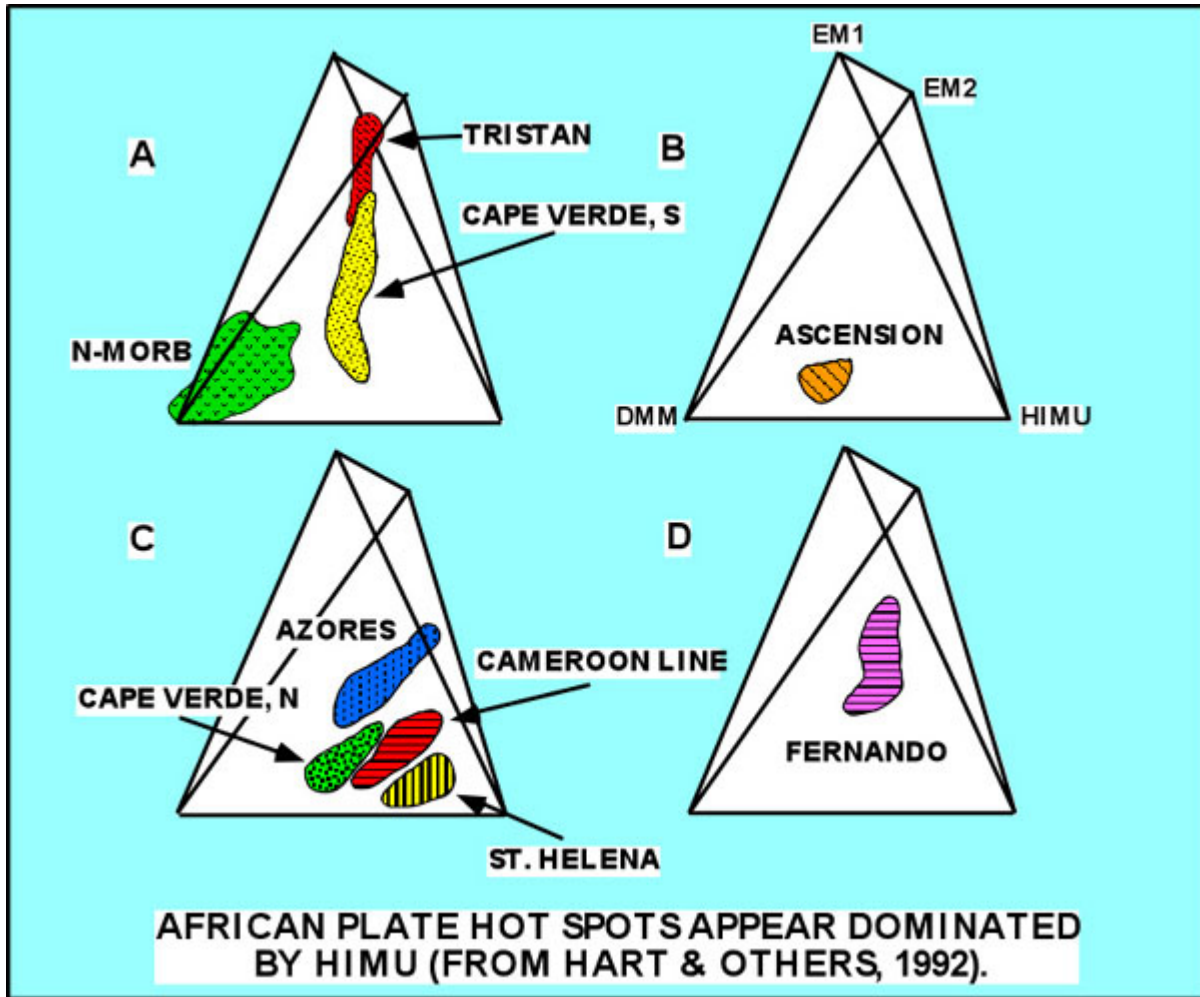 A
TRISTAN
CAPE VERDE, S
N-MORB
B
EM1
EM2
ASCENSION
DMM
HIMU
C
AZORES
CAMEROON LINE
CAPE VERDE, N
ST. HELENA
D
FERNANDO
AFRICAN PLATE HOT SPOTS APPEAR DOMINATED
BY HIMU (FROM HART & OTHERS, 1992).